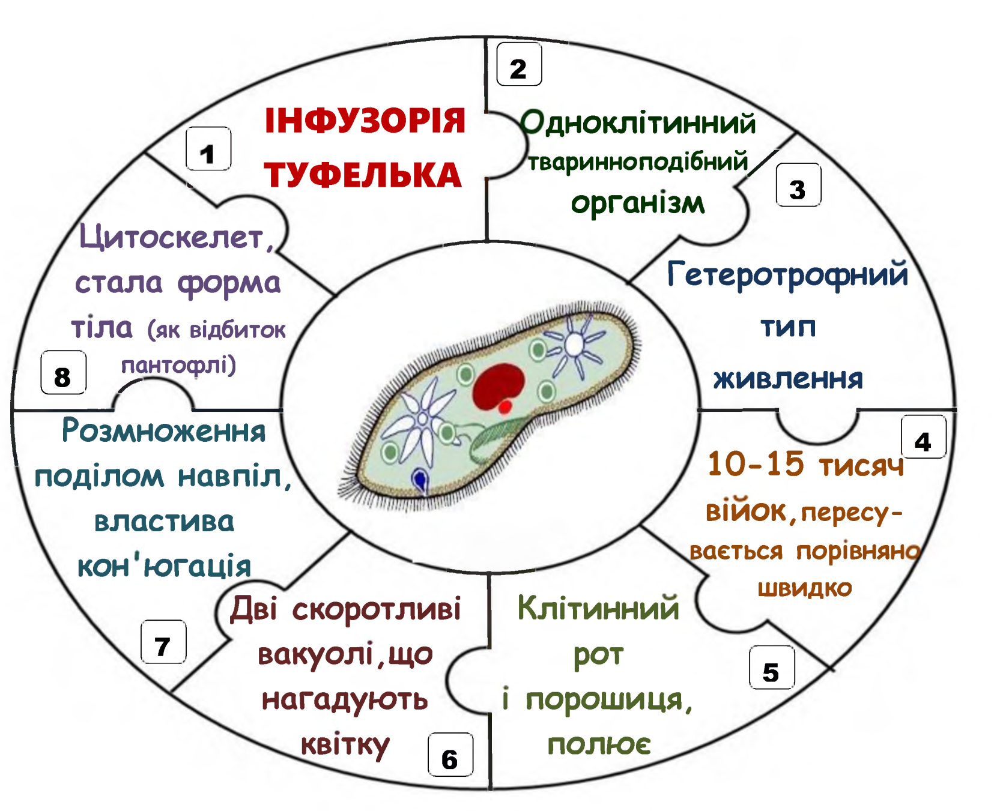 1
ІНФУЗОРІЯ
ТУФЕЛЬКА
2
Одноклітинний
твариноподібний
організм
3
Гетеротрофний
тип
живлення
4
10-15 тисяч
війок, пересу-
вається порівняно
швидко
5
Клітинний
рот
і порошиця,
полює
6
Дві скоротливі
вакуолі, що
нагадують
квітку
7
Розмноження
поділом навпіл,
властива
кон'югація
8
Цитоскелет,
стала форма
тіла (як відбиток
пантофлі)